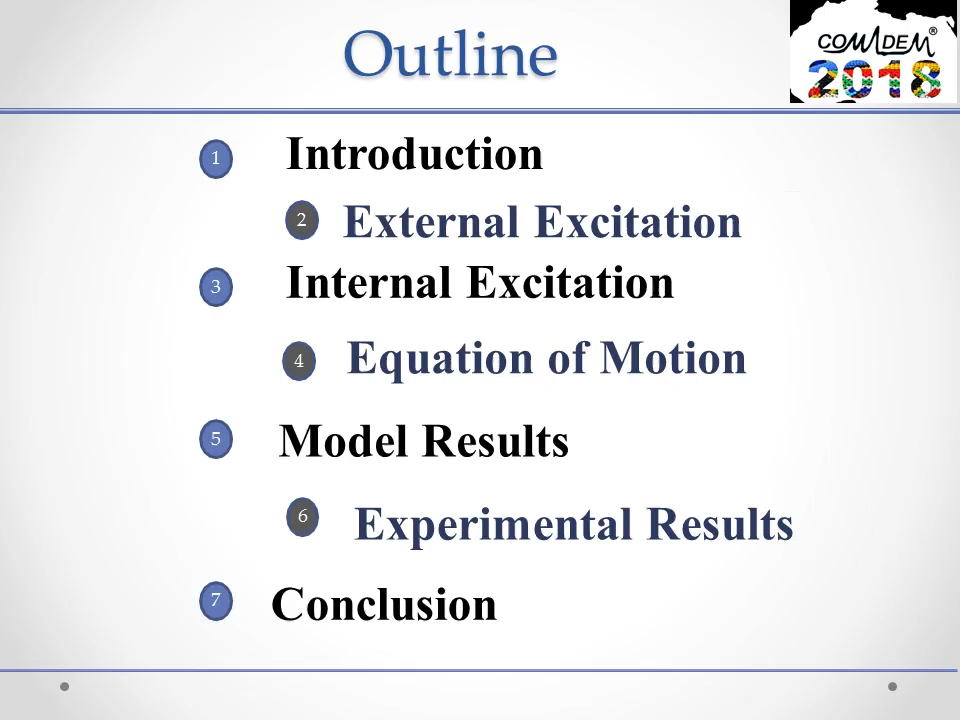 Outline
COMADEM®
2018
1 Introduction
2 External Excitation
3 Internal Excitation
4 Equation of Motion
5 Model Results
6 Experimental Results
7 Conclusion